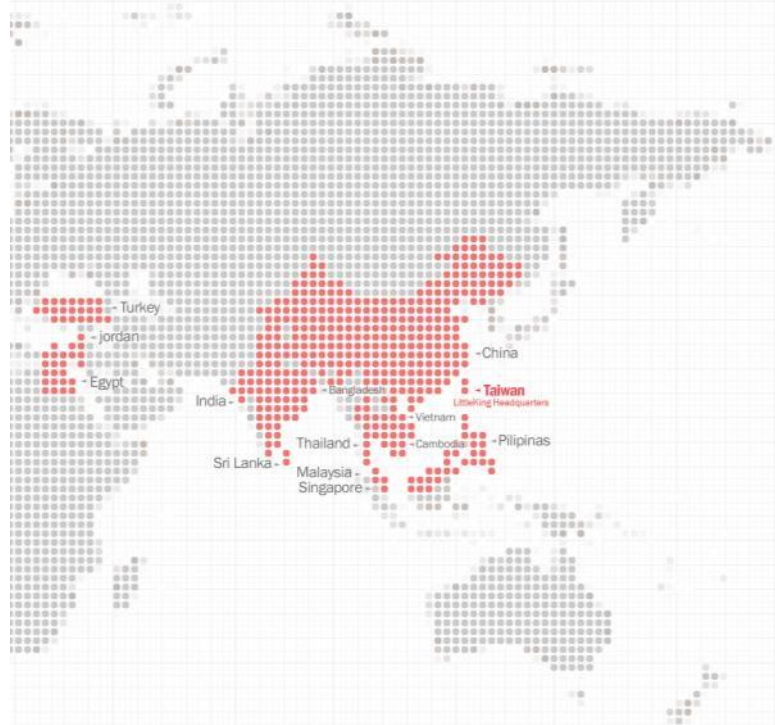 Turkey
jordan
Egypt
China
Bangladesh
Taiwan
LittleKing Headquarters
India
Vietnam
Thailand
Cambodia
Pilipinas
Sri Lanka
Malaysia
Singapore